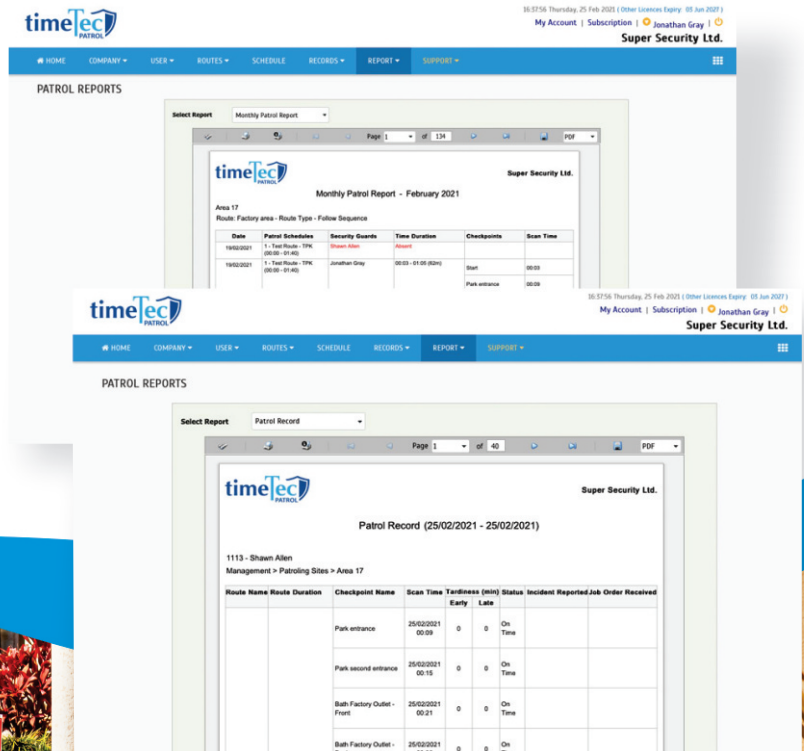 16:37:56 Thursday, 25 Feb 2021 ( Other Licences Expiry: 03 Jun 2027 )
timeTec PATROL
My Account | Subscription | Jonathan Gray |
Super Security Ltd.
HOME COMPANY USER ROUTES SCHEDULE RECORDS REPORT SUPPORT
PATROL REPORTS
Select Report Monthly Patrol Report
Page 1 of 134 PDF
timeTec PATROL
Super Security Ltd.
Monthly Patrol Report - February 2021
Area 17
Route: Factory area - Route Type - Follow Sequence
Date Patrol Schedules Security Guards Time Duration Checkpoints Scan Time
19/02/2021 1 - Test Route - TPK (00:00 - 01:40) Shawn Allen Absent
19/02/2021 1 - Test Route - TPK (00:00 - 01:40) Jonathan Gray 00:03 - 01:05 (62m) Start 00:03
Park entrance 00:09
16:37:56 Thursday, 25 Feb 2021 ( Other Licences Expiry: 03 Jun 2027 )
timeTec PATROL
My Account | Subscription | Jonathan Gray |
Super Security Ltd.
HOME COMPANY USER ROUTES SCHEDULE RECORDS REPORT SUPPORT
PATROL REPORTS
Select Report Patrol Record
Page 1 of 40 PDF
timeTec PATROL
Super Security Ltd.
Patrol Record (25/02/2021 - 25/02/2021)
1113 - Shawn Allen
Management > Patroling Sites > Area 17
Route Name Route Duration Checkpoint Name Scan Time Tardiness (min) Status Incident Reported Job Order Received
Early Late
Park entrance 25/02/2021 00:09 0 0 On Time
Park second entrance 25/02/2021 00:15 0 0 On Time
Bath Factory Outlet - Front 25/02/2021 00:21 0 0 On Time
Bath Factory Outlet - 25/02/2021 0 0 On